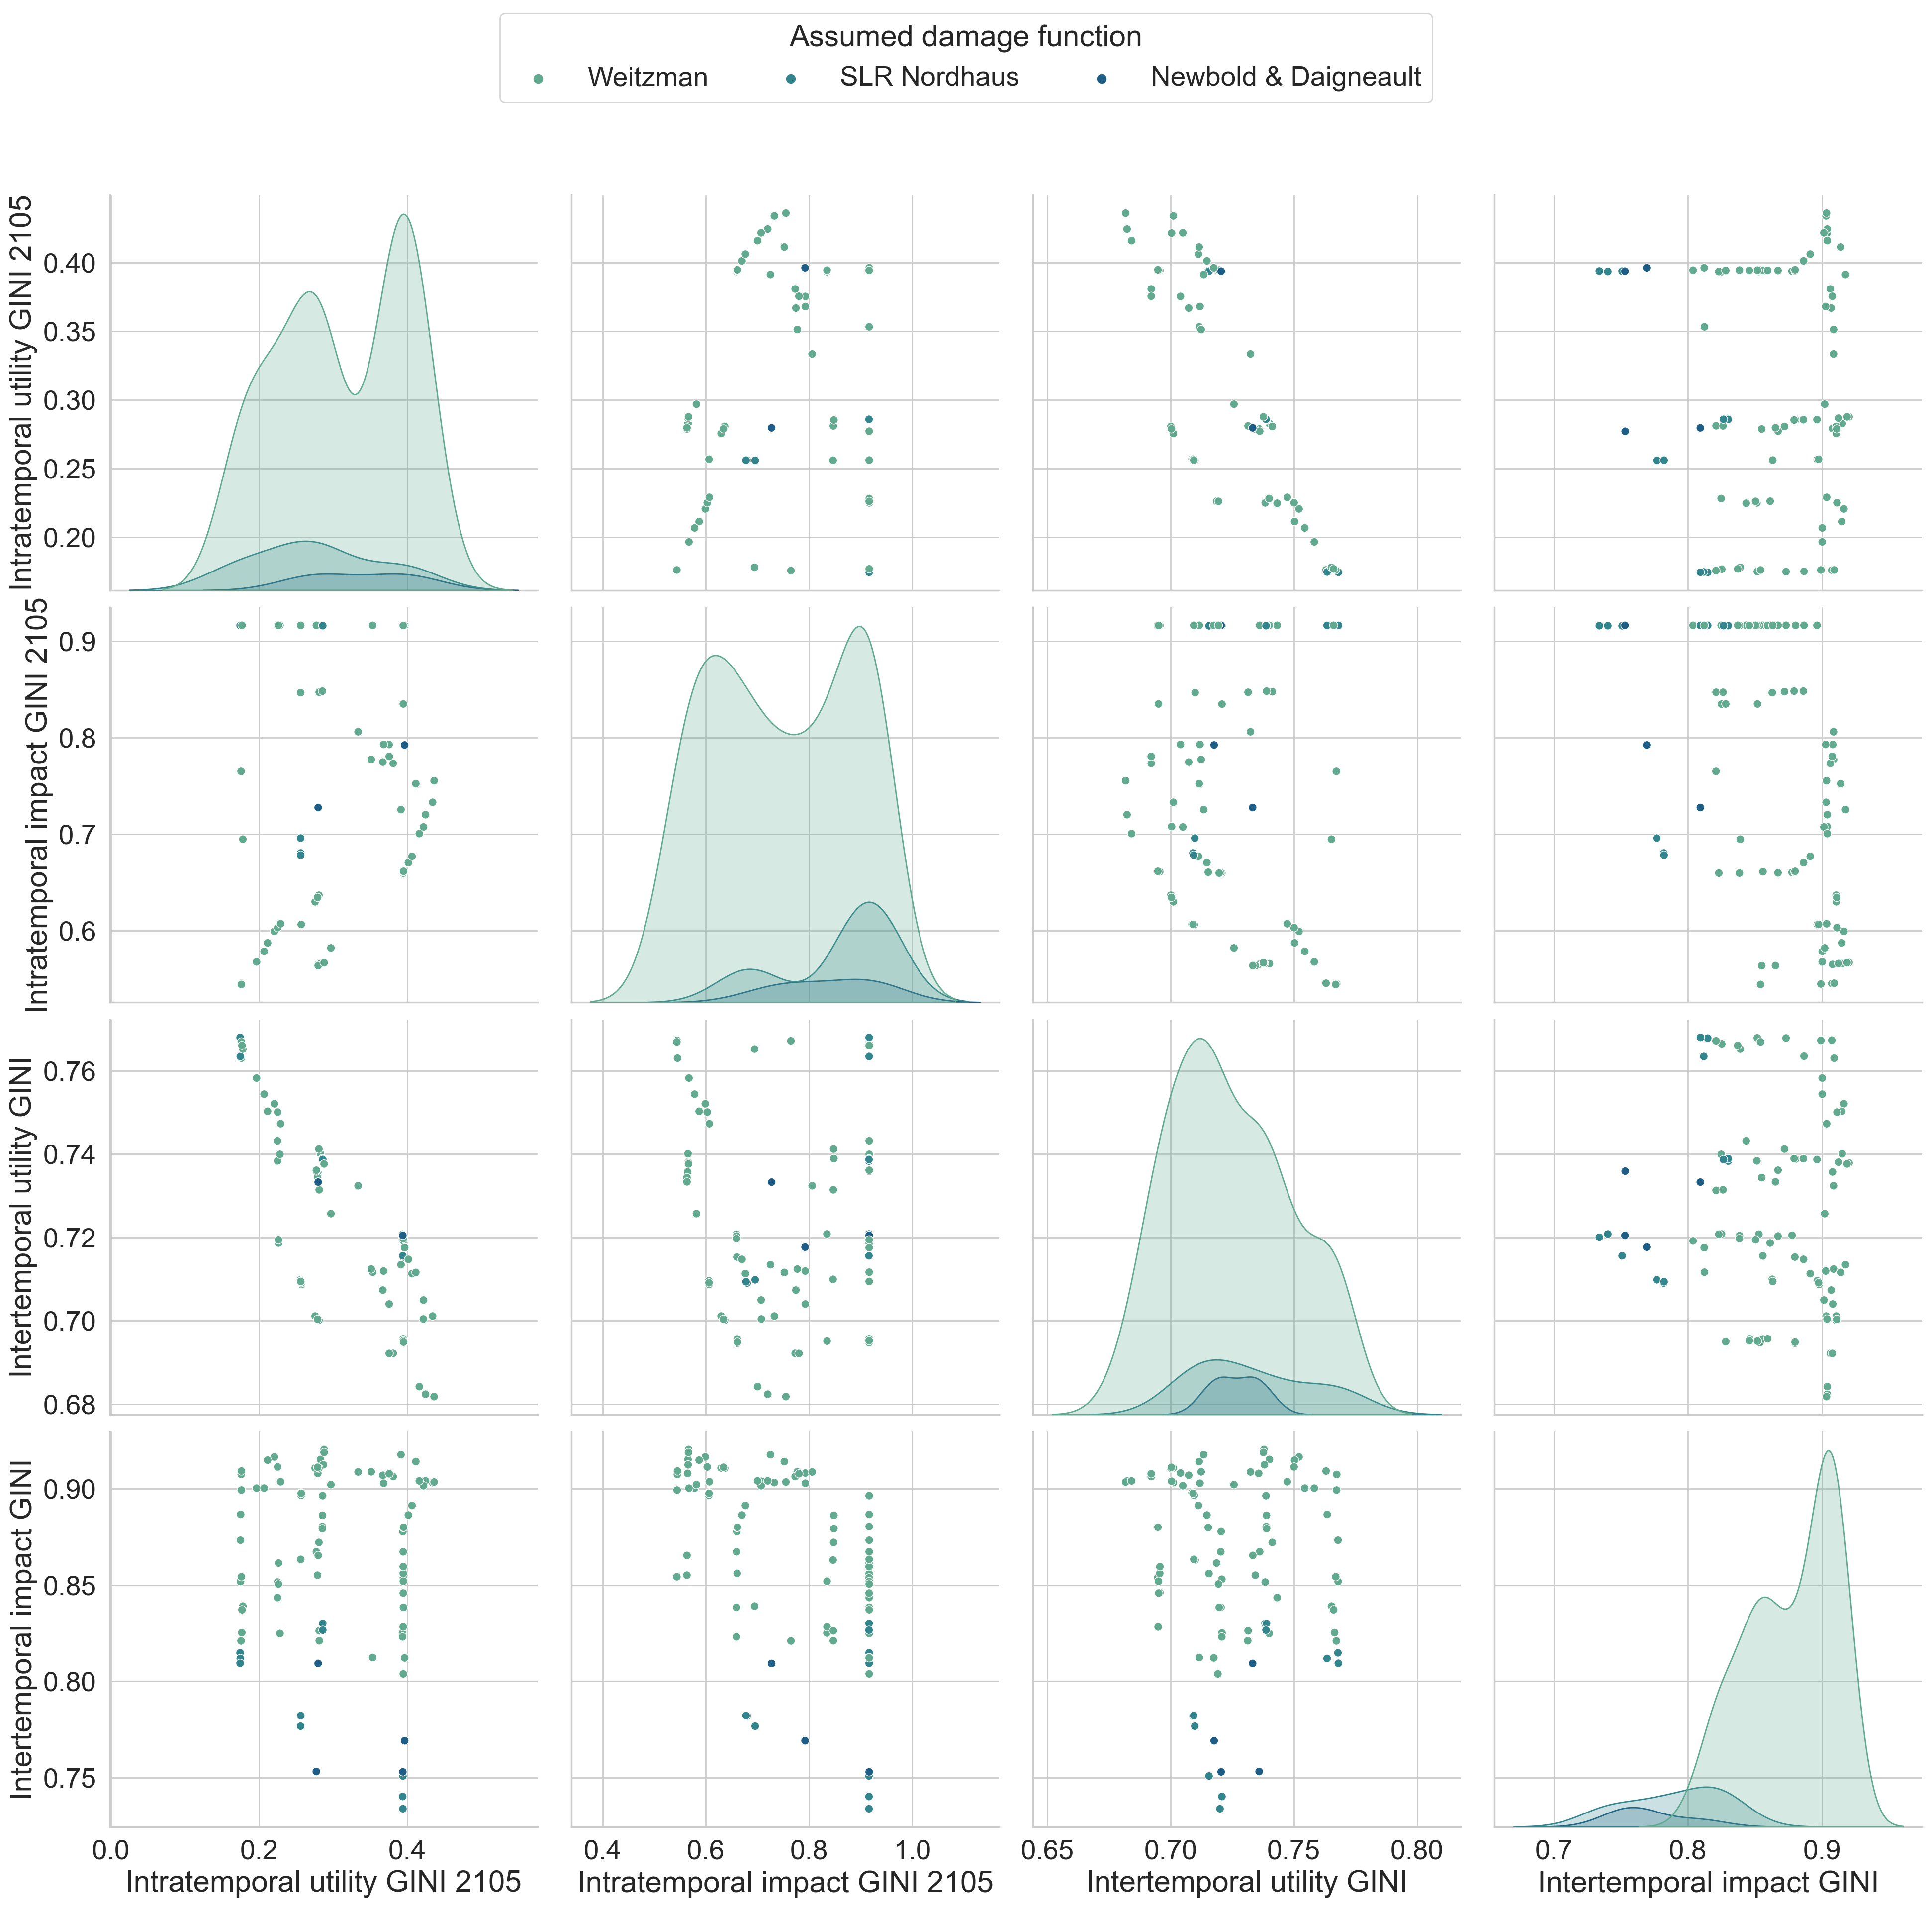 Assumed damage function
Weitzman SLR Nordhaus Newbold & Daigneault
Intratemporal utility GINI 2105
0.40
0.35
0.30
0.25
0.20
Intratemporal impact GINI 2105
0.9
0.8
0.7
0.6
Intertemporal utility GINI
0.76
0.74
0.72
0.70
0.68
Intertemporal impact GINI
0.90
0.85
0.80
0.75
0.0 0.2 0.4 0.4 0.6 0.8 1.0 0.65 0.70 0.75 0.80 0.7 0.8 0.9
Intratemporal utility GINI 2105 Intratemporal impact GINI 2105 Intertemporal utility GINI Intertemporal impact GINI